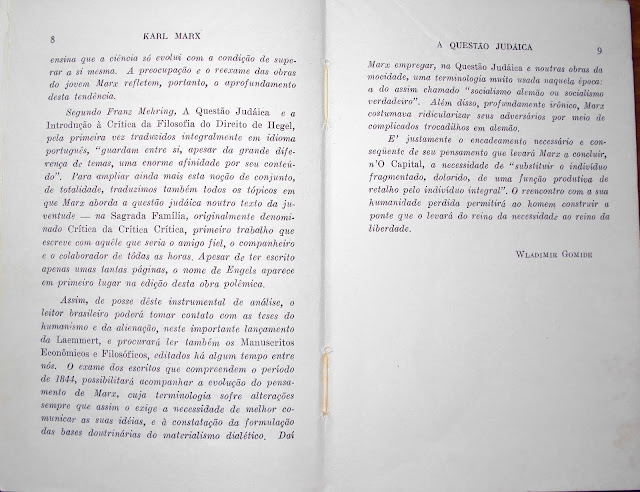 8 KARL MARX
ensina que a ciência só evolui com a condição de supe-
rar a si mesma. A preocupação e o reexame das obras
do jovem Marx refletem, portanto, o aprofundamento
desta tendência.
Segundo Franz Mehring, A Questão Judáica e a
Introdução à Crítica da Filosofia do Direito de Hegel,
pela primeira vez traduzidos integralmente em idioma
português, "guardam entre si, apesar da grande dife-
rença de temas, uma enorme afinidade por seu conteú-
do". Para ampliar ainda mais esta noção de conjunto,
de totalidade, traduzimos também todos os tópicos em
que Marx aborda a questão judáica noutro texto da ju-
ventude — na Sagrada Família, originalmente denomi-
nado Crítica da Crítica Crítica, primeiro trabalho que
escreve com aquêle que seria o amigo fiel, o companheiro
e o colaborador de tôdas as horas. Apesar de ter escrito
apenas umas tantas páginas, o nome de Engels aparece
em primeiro lugar na edição desta obra polêmica.
Assim, de posse dêste instrumental de análise, o
leitor brasileiro poderá tomar contato com as teses do
humanismo e da alienação, neste importante lançamento
da Laemmert, e procurará ler também os Manuscritos
Econômicos e Filosóficos, editados há algum tempo entre
nós. O exame dos escritos que compreendem o período
de 1844, possibilitará acompanhar a evolução do pensa-
mento de Marx, cuja terminologia sofre alterações
sempre que assim o exige a necessidade de melhor co-
municar as suas idéias, e à constatação da formulação
das bases doutrinárias do materialismo dialético. Daí
A QUESTÃO JUDÁICA 9
Marx empregar, na Questão Judáica e noutras obras da
mocidade, uma terminologia muito usada naquela época:
a do assim chamado "socialismo alemão ou socialismo
verdadeiro". Além disso, profundamente irônico, Marx
costumava ridicularizar seus adversários por meio de
complicados trocadilhos em alemão.
E' justamente o encadeamento necessário e con-
seqüente de seu pensamento que levará Marx a concluir,
n'O Capital, a necessidade de "substituir o indivíduo
fragmentado, dolorido, de uma função produtiva de
retalho pelo indivíduo integral". O reencontro com a sua
humanidade perdida permitirá ao homem construir a
ponte que o levará do reino da necessidade ao reino da
liberdade.
WLADIMIR GOMIDE